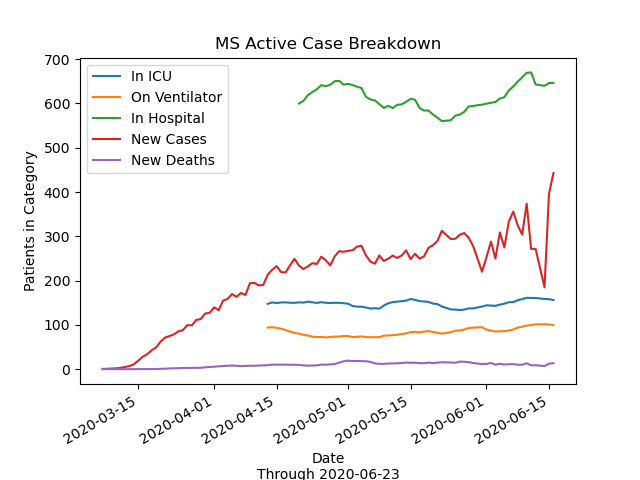 MS Active Case Breakdown
In ICU
On Ventilator
In Hospital
New Cases
New Deaths
Patients in Category
700
600
500
400
300
200
100
0
2020-03-15
2020-04-01
2020-04-15
2020-05-01
2020-05-15
2020-06-01
2020-06-15
Date
Through 2020-06-23